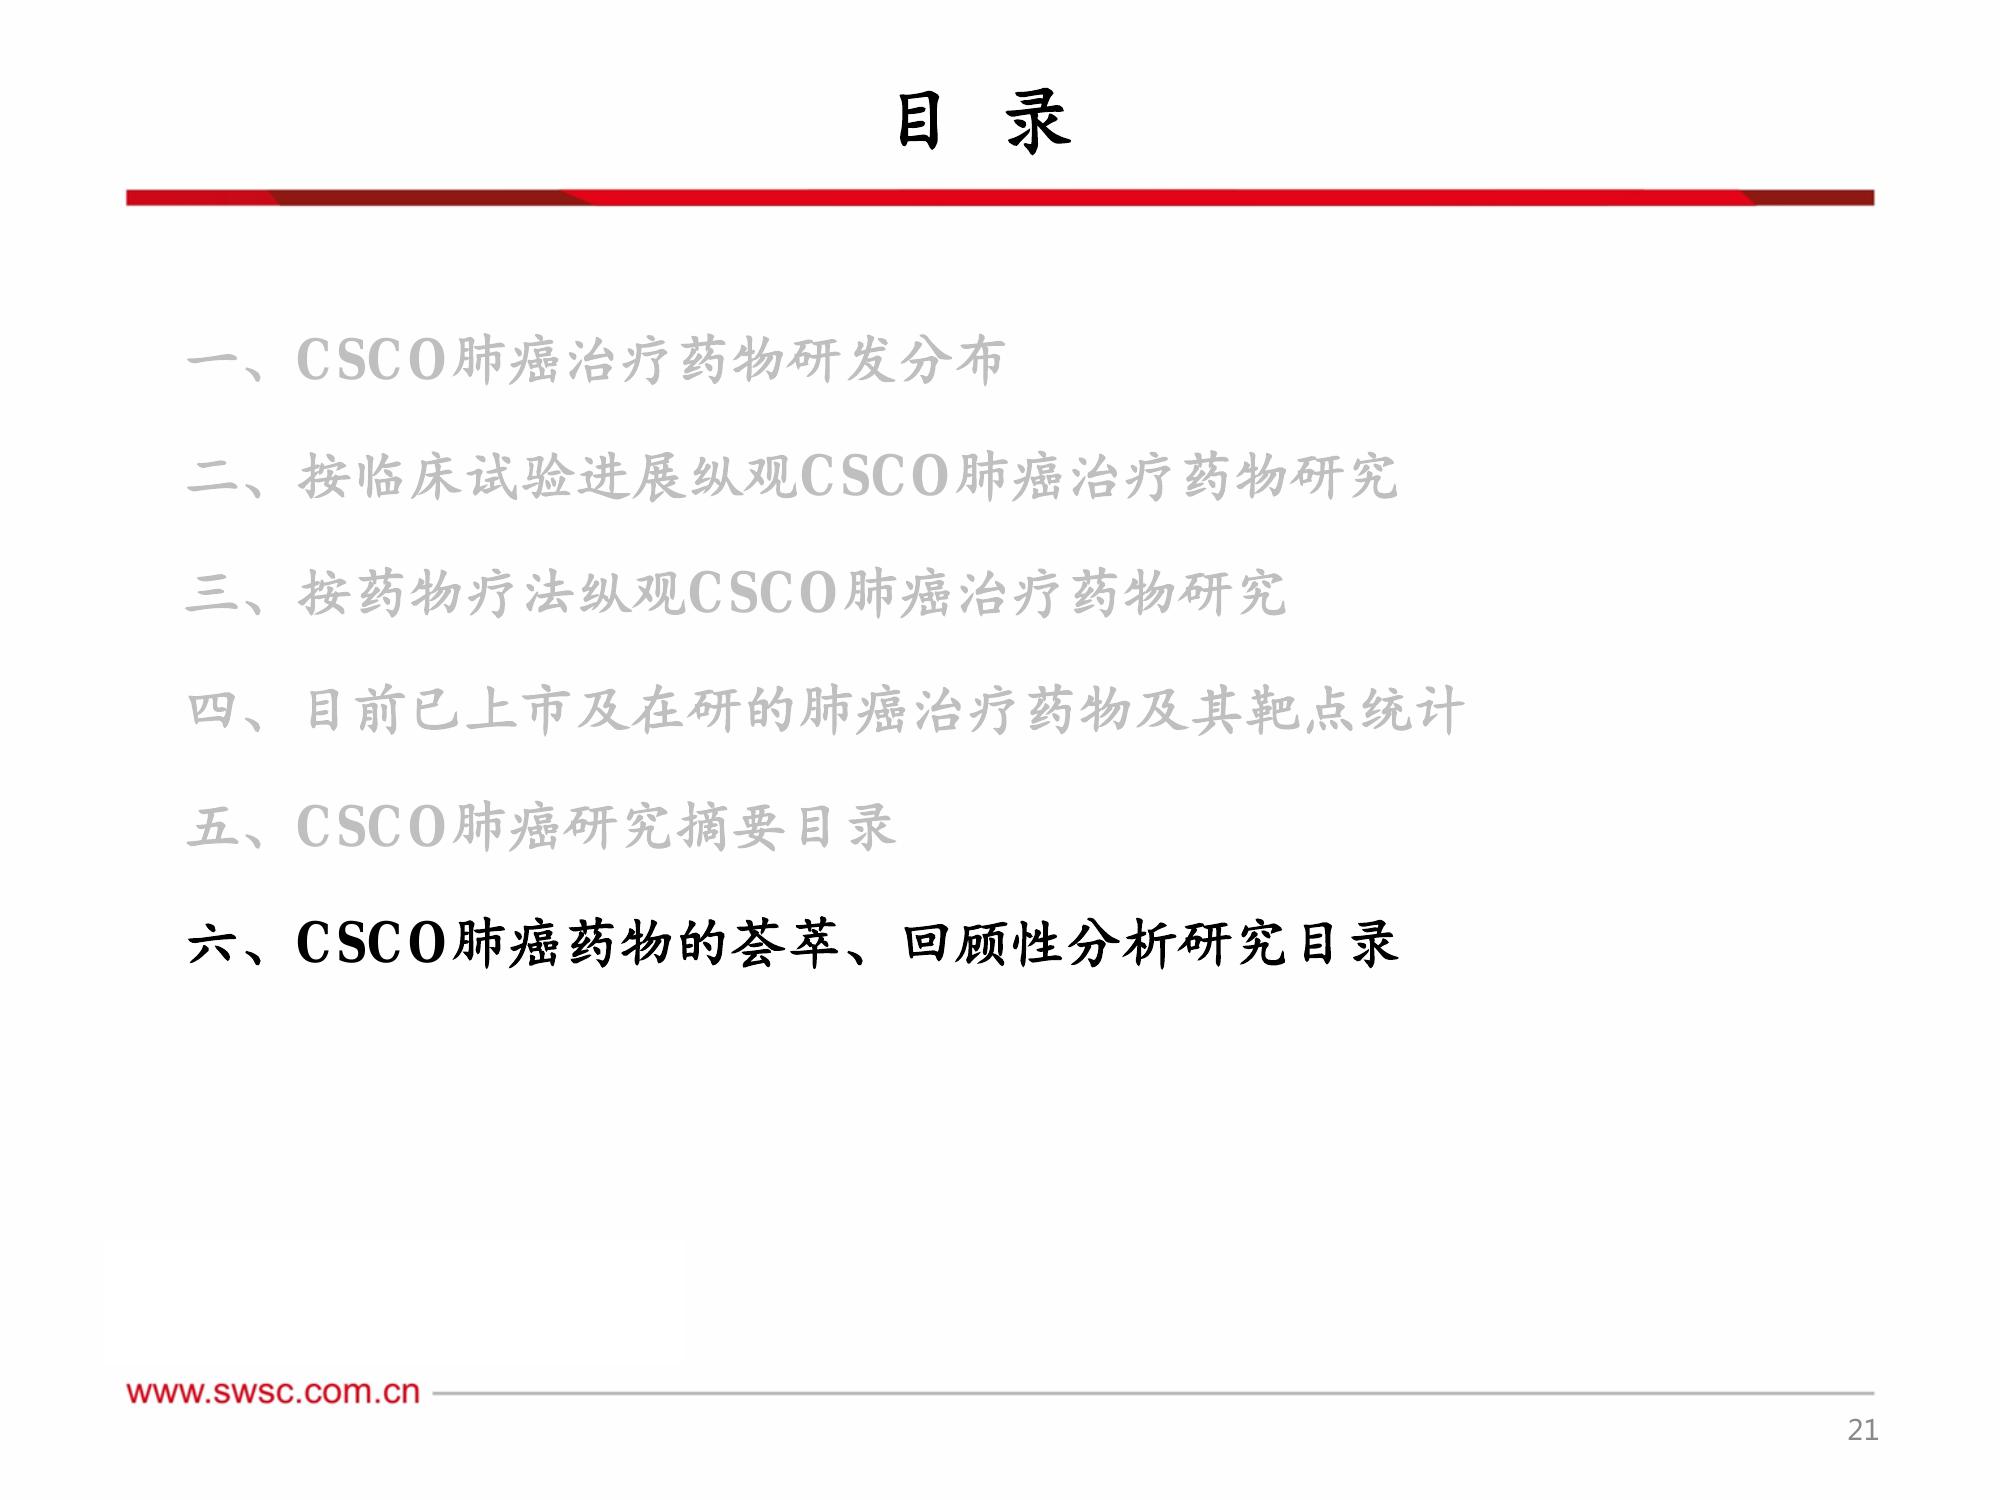 目 录
一、CSCO肺癌治疗药物研发分布
二、按临床试验进展纵观CSCO肺癌治疗药物研究
三、按药物疗法纵观CSCO肺癌治疗药物研究
四、目前已上市及在研的肺癌治疗药物及其靶点统计
五、CSCO肺癌研究摘要目录
六、CSCO肺癌药物的荟萃、回顾性分析研究目录
www.swsc.com.cn
21